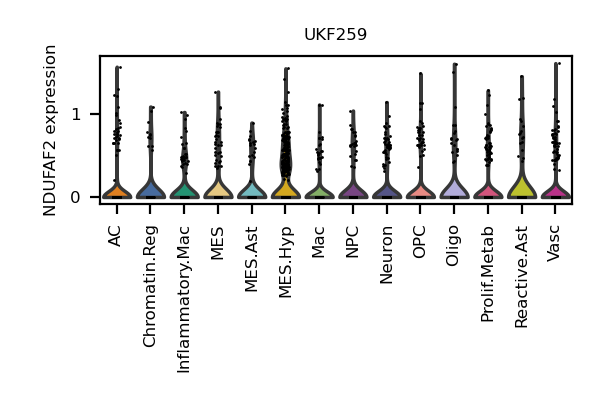 UKF259
NDUFAF2 expression
1
0
AC
Chromatin.Reg
Inflammatory.Mac
MES
MES.Ast
MES.Hyp
Mac
NPC
Neuron
OPC
Oligo
Prolif.Metab
Reactive.Ast
Vasc